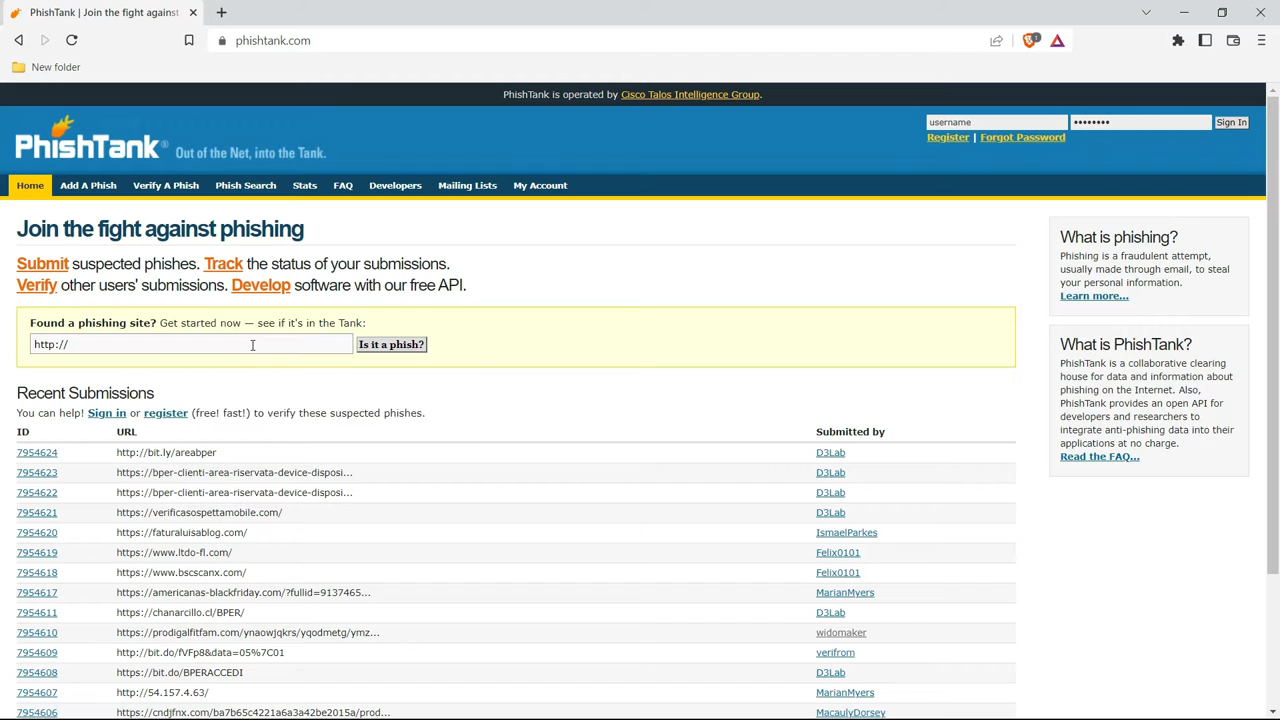 PhishTank | Join the fight against
phishtank.com
1
New folder
PhishTank is operated by Cisco Talos Intelligence Group.
PhishTank® Out of the Net, into the Tank.
username •••••••• Sign In
Register | Forgot Password
Home Add A Phish Verify A Phish Phish Search Stats FAQ Developers Mailing Lists My Account
Join the fight against phishing
Submit suspected phishes. Track the status of your submissions.
Verify other users' submissions. Develop software with our free API.
Found a phishing site? Get started now — see if it's in the Tank:
http:// Is it a phish?
Recent Submissions
You can help! Sign in or register (free! fast!) to verify these suspected phishes.
ID URL Submitted by
7954624 http://bit.ly/areabper D3Lab
7954623 https://bper-clienti-area-riservata-device-disposi... D3Lab
7954622 https://bper-clienti-area-riservata-device-disposi... D3Lab
7954621 https://verificasospettamobile.com/ D3Lab
7954620 https://faturaluisablog.com/ IsmaelParkes
7954619 https://www.ltdo-fl.com/ Felix0101
7954618 https://www.bscscanx.com/ Felix0101
7954617 https://americanas-blackfriday.com/?fullid=9137465... MarianMyers
7954611 https://chanarcillo.cl/BPER/ D3Lab
7954610 https://prodigalfitfam.com/ynaowjqkrs/yqodmetg/ymz... widomaker
7954609 http://bit.do/fVFp8&data=05%7C01 verifrom
7954608 https://bit.do/BPERACCEDI D3Lab
7954607 http://54.157.4.63/ MarianMyers
7954606 https://cndjfnx.com/ba7b65c4221a6a3a42be2015a/prod... MacaulyDorsey
What is phishing?
Phishing is a fraudulent attempt,
usually made through email, to steal
your personal information.
Learn more...
What is PhishTank?
PhishTank is a collaborative clearing
house for data and information about
phishing on the Internet. Also,
PhishTank provides an open API for
developers and researchers to
integrate anti-phishing data into their
applications at no charge.
Read the FAQ...